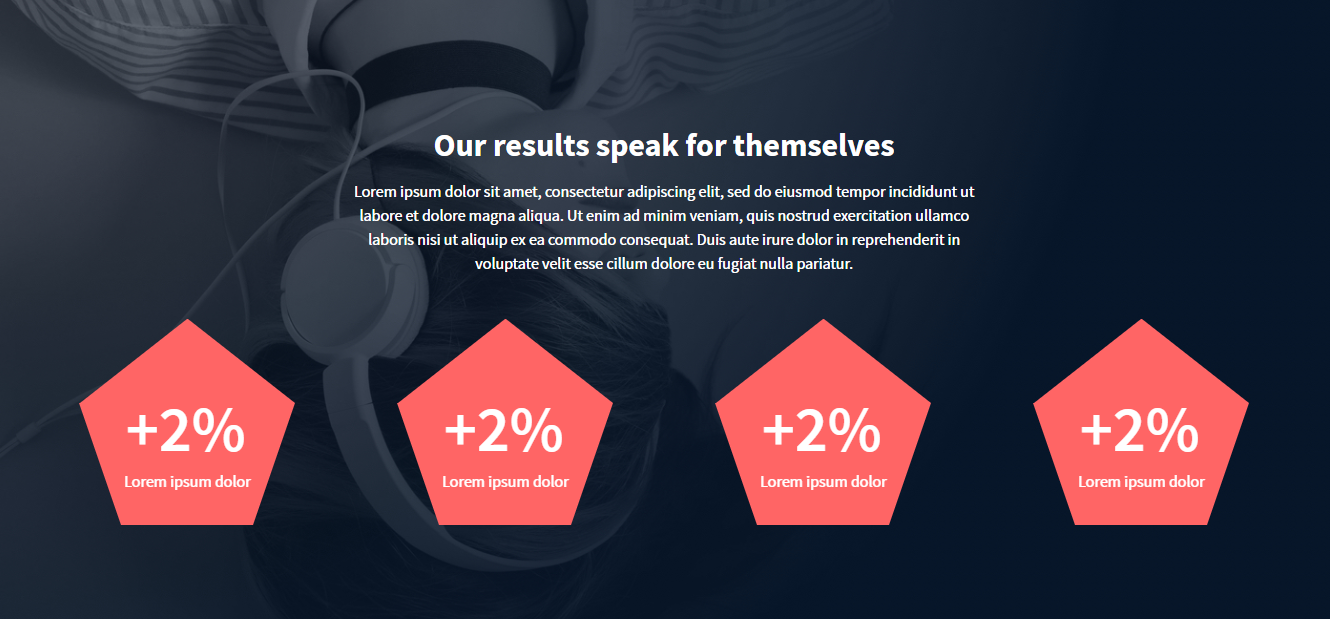 Our results speak for themselves
Lorem ipsum dolor sit amet, consectetur adipiscing elit, sed do eiusmod tempor incididunt ut
labore et dolore magna aliqua. Ut enim ad minim veniam, quis nostrud exercitation ullamco
laboris nisi ut aliquip ex ea commodo consequat. Duis aute irure dolor in reprehenderit in
voluptate velit esse cillum dolore eu fugiat nulla pariatur.
+2%
Lorem ipsum dolor
+2%
Lorem ipsum dolor
+2%
Lorem ipsum dolor
+2%
Lorem ipsum dolor